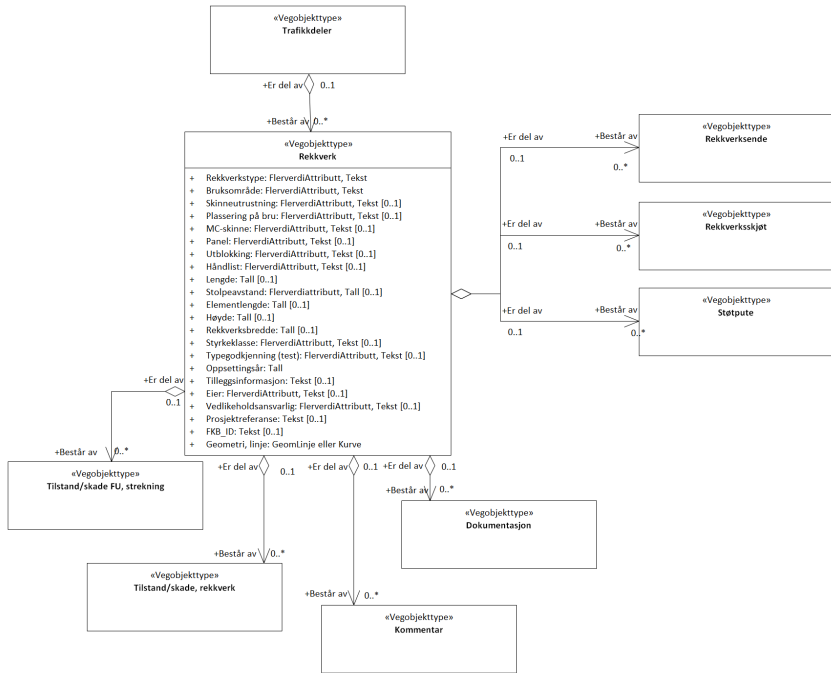 «Vegobjekttype»
Trafikkdeler
+Er del av 0..1
+Består av 0..*
«Vegobjekttype»
Rekkverk
+ Rekkverkstype: FlerverdiAttributt, Tekst
+ Bruksområde: FlerverdiAttributt, Tekst
+ Skinneutrustning: FlerverdiAttributt, Tekst [0..1]
+ Plassering på bru: FlerverdiAttributt, Tekst [0..1]
+ MC-skinne: FlerverdiAttributt, Tekst [0..1]
+ Panel: FlerverdiAttributt, Tekst [0..1]
+ Utblokking: FlerverdiAttributt, Tekst [0..1]
+ Håndlist: FlerverdiAttributt, Tekst [0..1]
+ Lengde: Tall [0..1]
+ Stolpeavstand: FlerverdiAttributt, Tall [0..1]
+ Elementlengde: Tall [0..1]
+ Høyde: Tall [0..1]
+ Rekkverksbredde: Tall [0..1]
+ Styrkeklasse: FlerverdiAttributt, Tekst [0..1]
+ Typegodkjenning (test): FlerverdiAttributt, Tekst [0..1]
+ Oppsettingsår: Tall
+ Tilleggsinformasjon: Tekst [0..1]
+ Eier: FlerverdiAttributt, Tekst [0..1]
+ Vedlikeholdsansvarlig: FlerverdiAttributt, Tekst [0..1]
+ Prosjektreferanse: Tekst [0..1]
+ FKB_ID: Tekst [0..1]
+ Geometri, linje: GeomLinje eller Kurve
+Er del av +Består av
0..1 0..*
«Vegobjekttype»
Rekkverksende
+Er del av +Består av
0..1 0..*
«Vegobjekttype»
Rekkverksskjøt
+Er del av +Består av
0..1 0..*
«Vegobjekttype»
Støtpute
+Er del av
0..1
+Består av 0..*
«Vegobjekttype»
Tilstand/skade FU, strekning
+Er del av 0..1
+Består av 0..*
«Vegobjekttype»
Tilstand/skade, rekkverk
+Er del av 0..1
+Består av 0..*
«Vegobjekttype»
Kommentar
+Er del av 0..1
+Består av 0..*
«Vegobjekttype»
Dokumentasjon